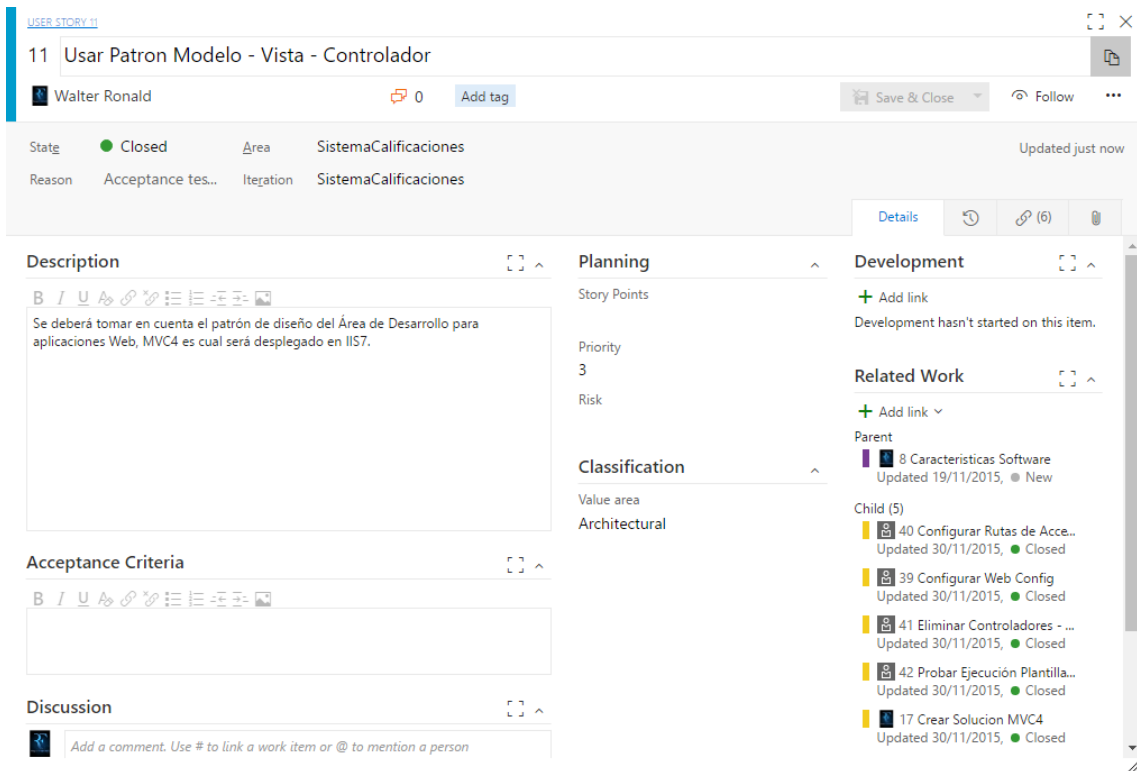 USER STORY 11
11 Usar Patron Modelo - Vista - Controlador
Walter Ronald 0 Add tag Save & Close Follow
State Closed Area SistemaCalificaciones Updated just now
Reason Acceptance tes... Iteration SistemaCalificaciones
Details (6)
Description
Se deberá tomar en cuenta el patrón de diseño del Área de Desarrollo para
aplicaciones Web, MVC4 es cual será desplegado en IIS7.
Acceptance Criteria
Discussion
Add a comment. Use # to link a work item or @ to mention a person
Planning
Story Points
Priority
3
Risk
Classification
Value area
Architectural
Development
Add link
Development hasn't started on this item.
Related Work
Add link
Parent
8 Caracteristicas Software
Updated 19/11/2015, New
Child (5)
40 Configurar Rutas de Acce...
Updated 30/11/2015, Closed
39 Configurar Web Config
Updated 30/11/2015, Closed
41 Eliminar Controladores - ...
Updated 30/11/2015, Closed
42 Probar Ejecución Plantilla...
Updated 30/11/2015, Closed
17 Crear Solucion MVC4
Updated 30/11/2015, Closed